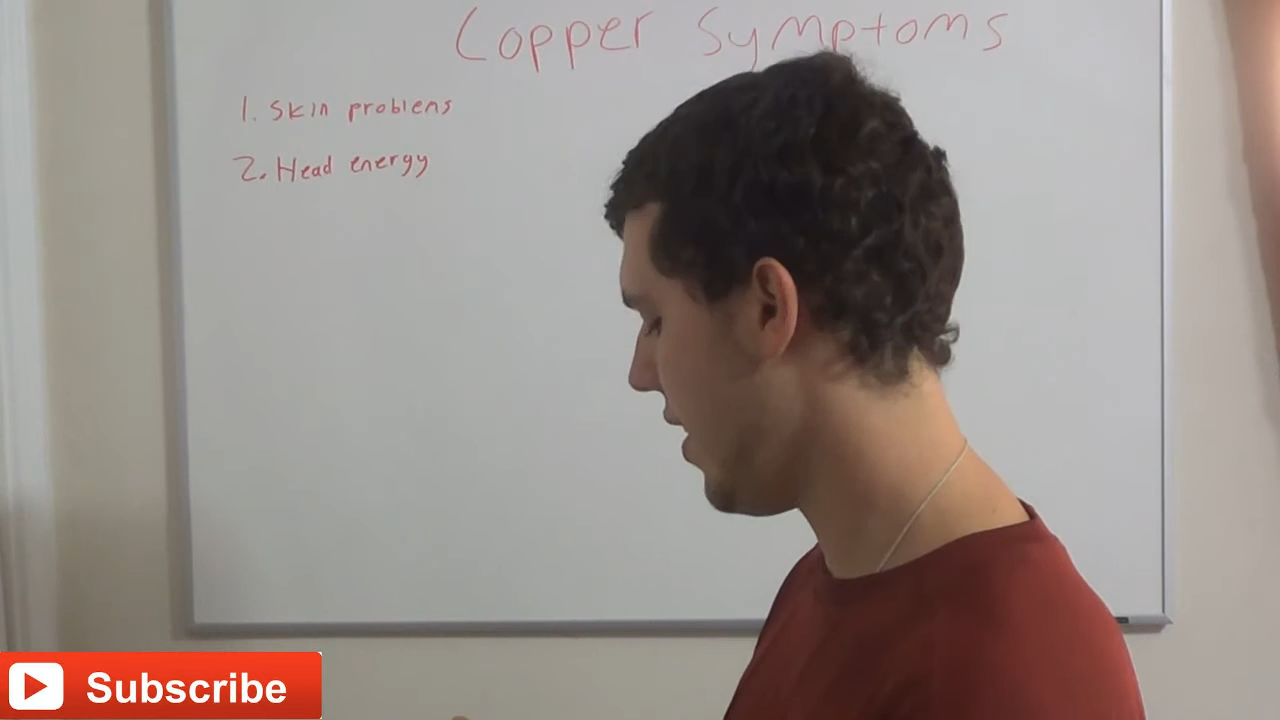 Copper Symptoms
1. Skin problems
2. Head energy
Subscribe